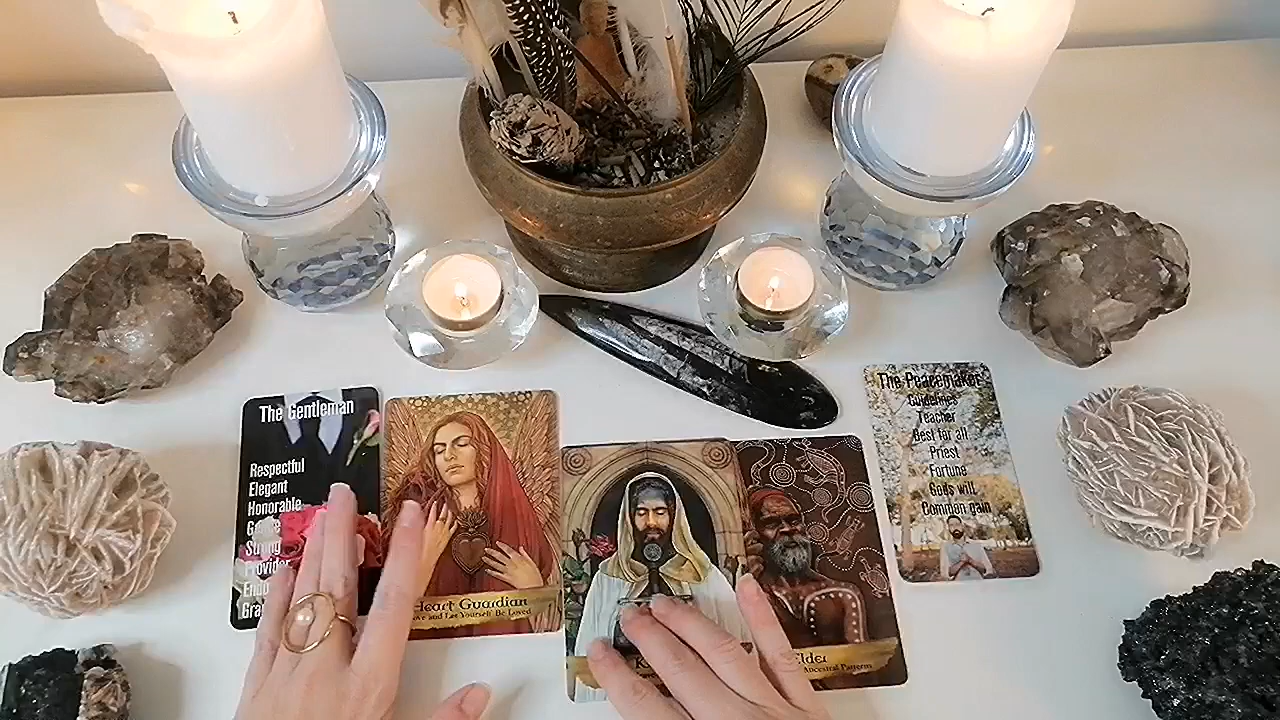 The Gentleman
Respectful
Elegant
Honorable
Strong
Provider
Heart Guardian
and Let Yourself Be Loved
Elder
Ancestral Patterns
The Peacemaker
Guidelines
Teacher
Best for all
Priest
Fortune
Gods will
Common gain